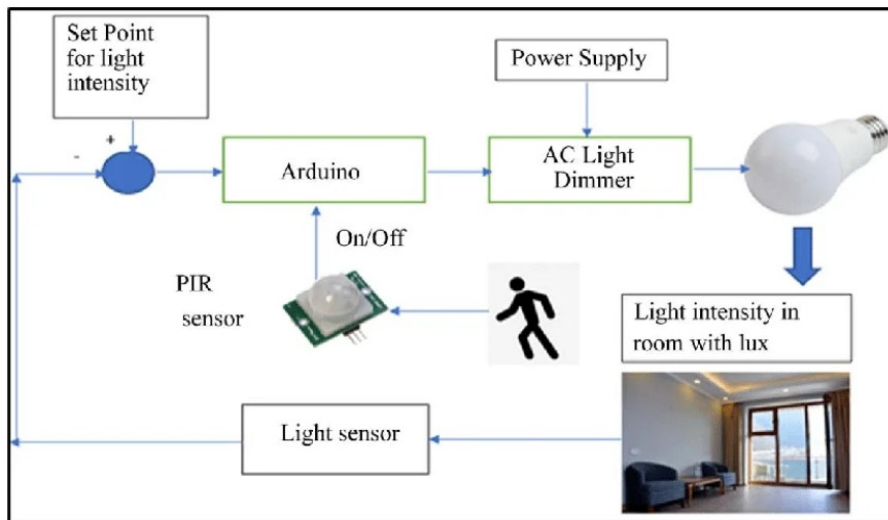 Set Point
for light
intensity
Power Supply
+
-
Arduino
AC Light
Dimmer
On/Off
PIR
sensor
Light intensity in
room with lux
Light sensor